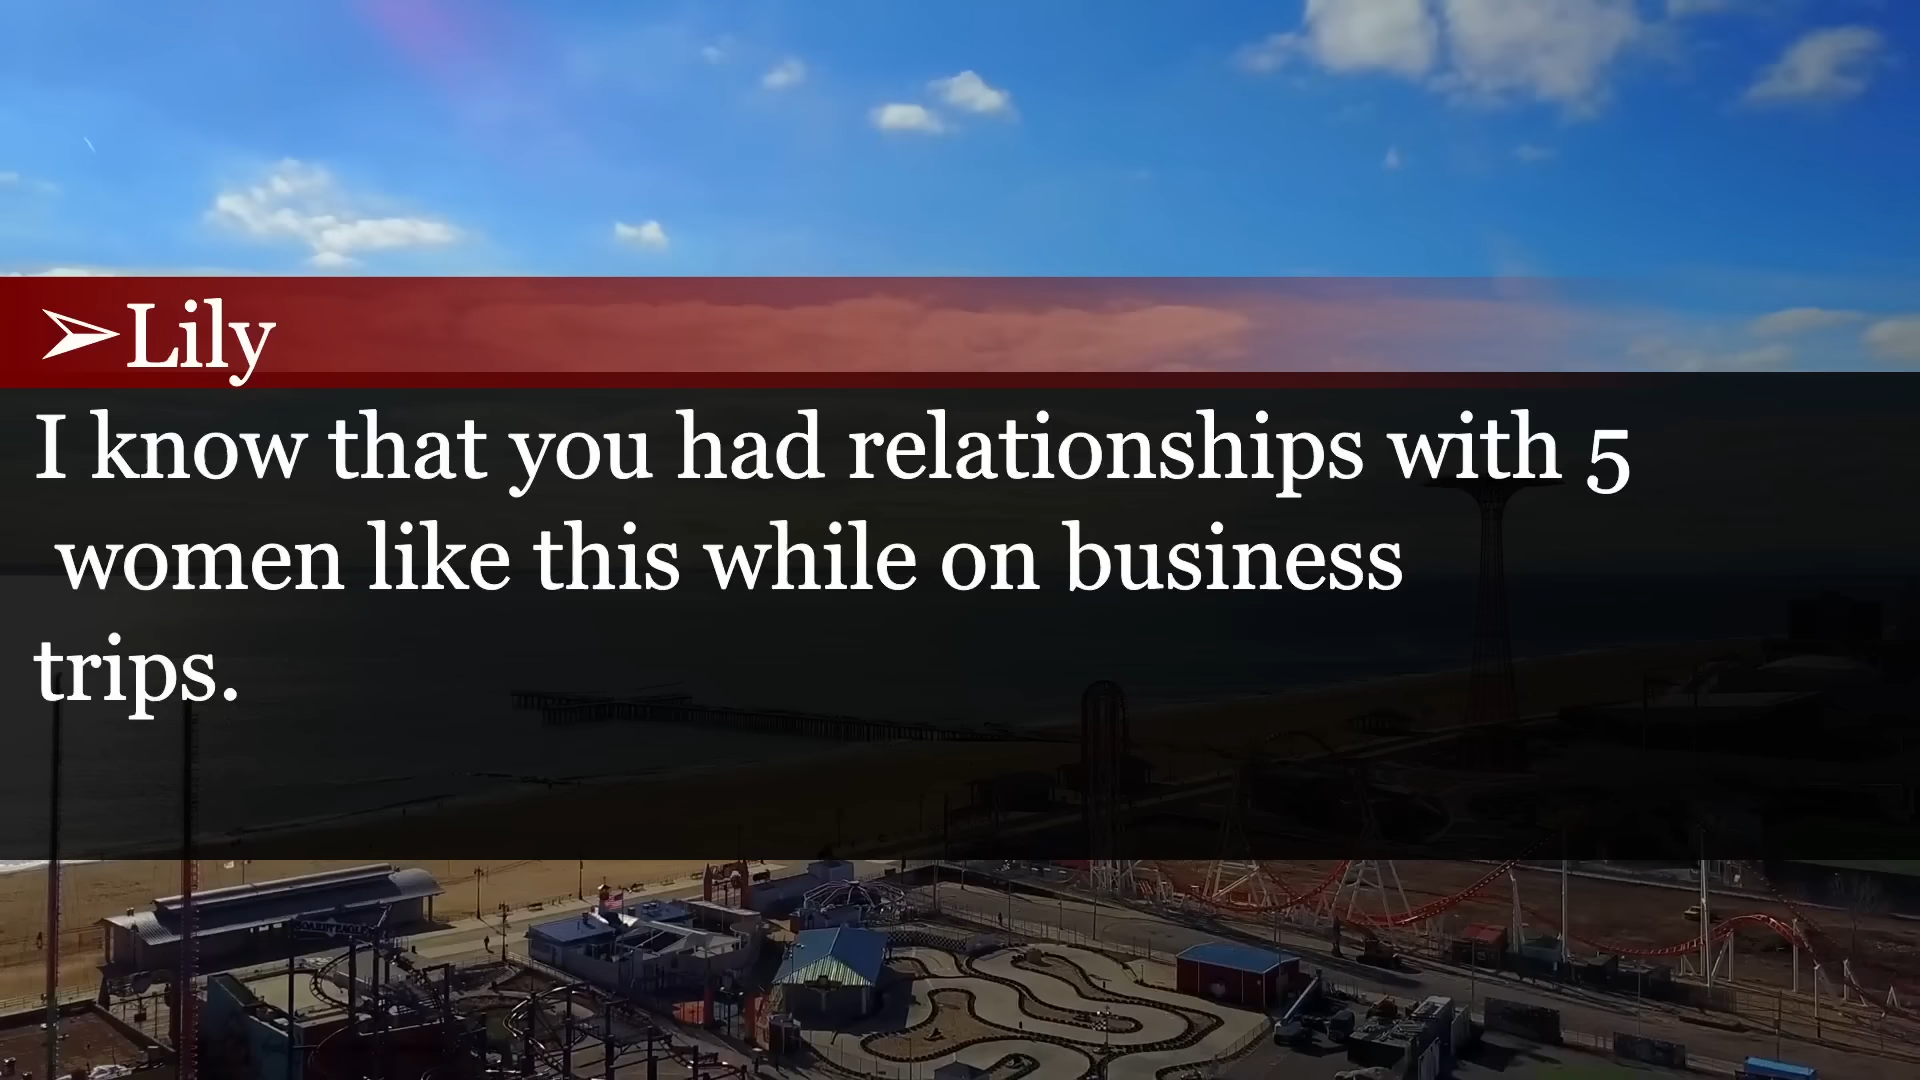 ➢Lily
I know that you had relationships with 5
women like this while on business
trips.